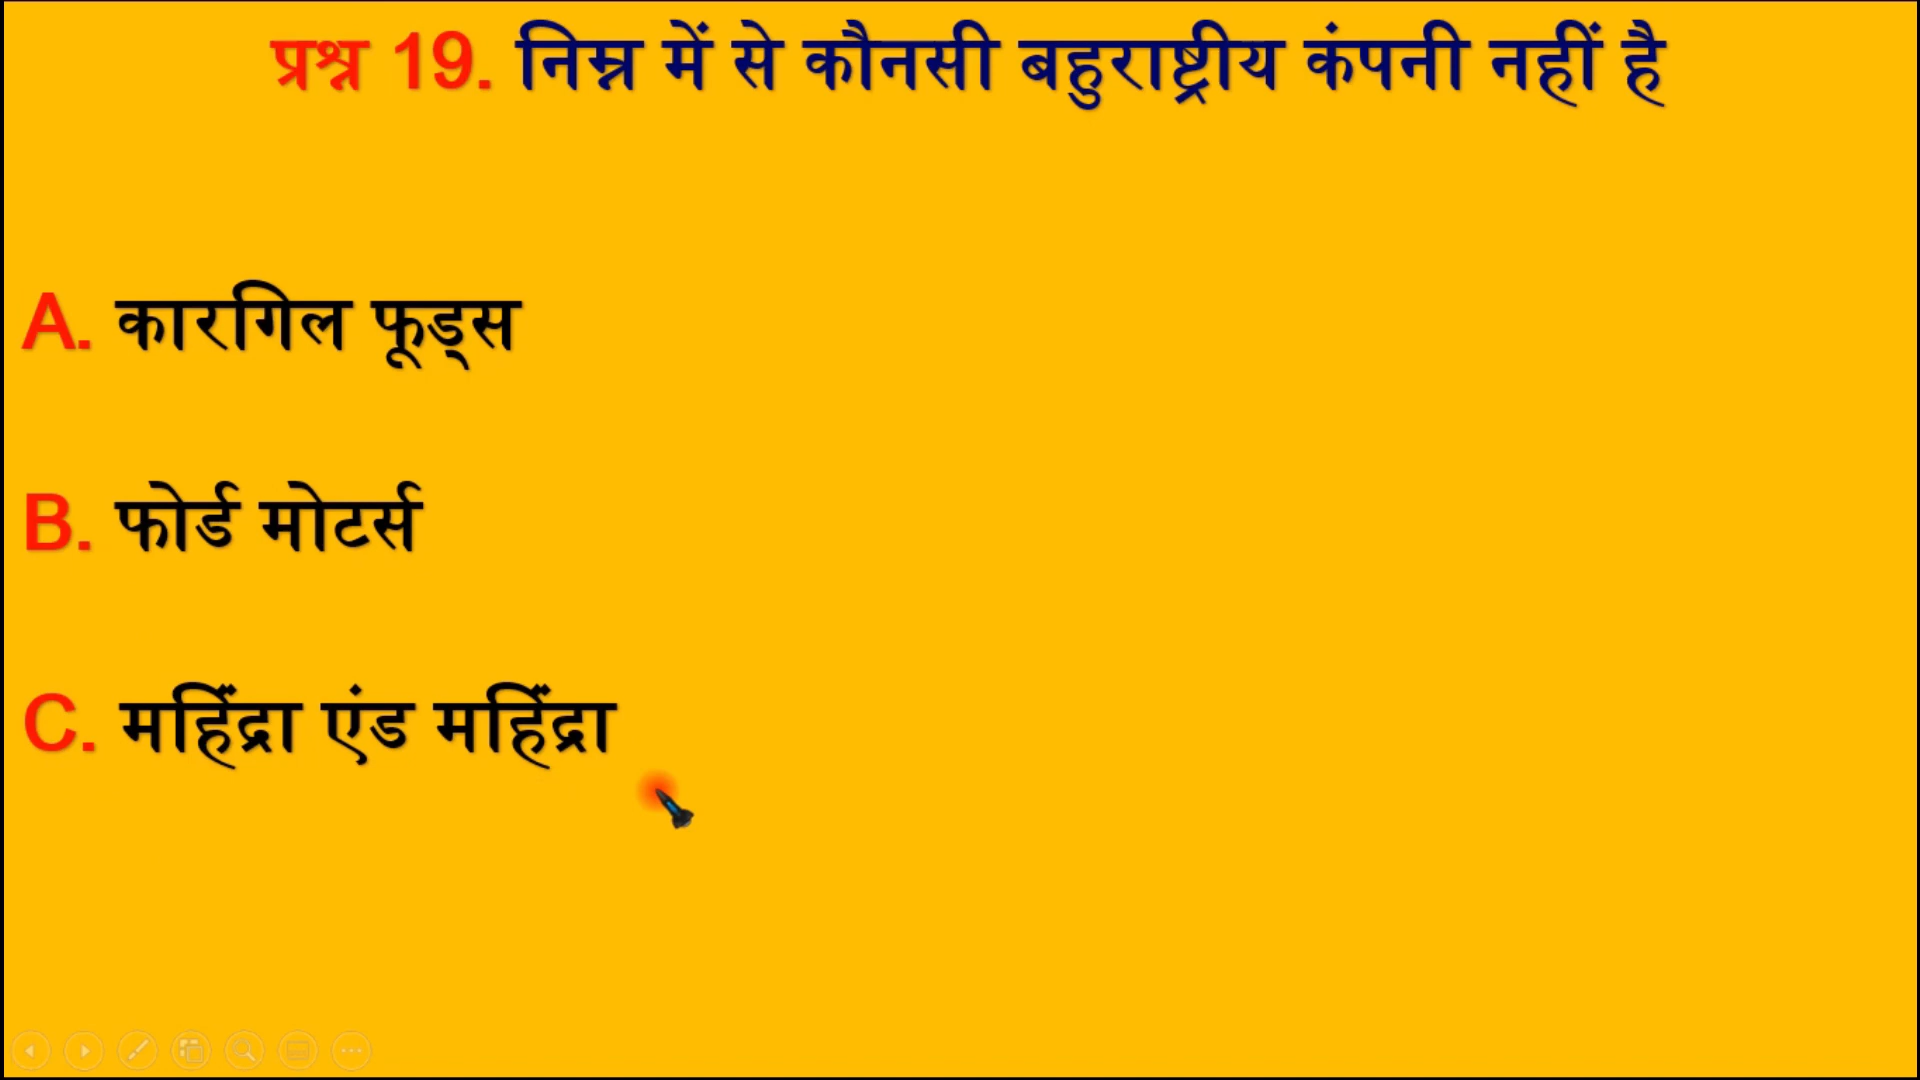 प्रश्न 19. निम्न में से कौनसी बहुराष्ट्रीय कंपनी नहीं है
A. कारगिल फूड्स
B. फोर्ड मोटर्स
C. महिंद्रा एंड महिंद्रा